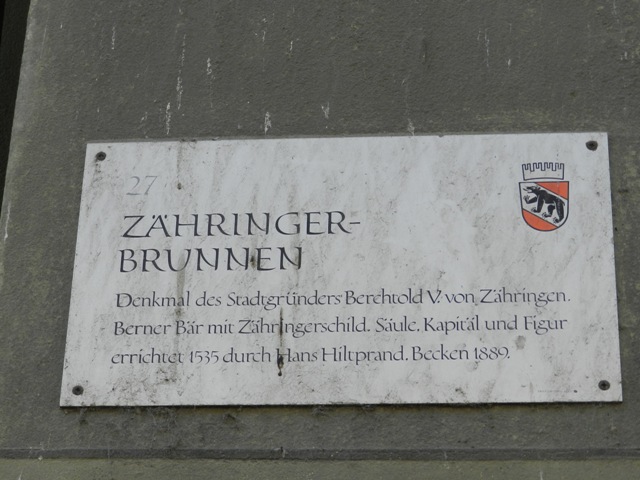 27
ZÄHRINGER-
BRUNNEN
Denkmal des Stadtgründers Berchtold V. von Zähringen.
Berner Bär mit Zähringerschild. Säule, Kapitäl und Figur
errichtet 1535 durch Hans Hiltprand. Becken 1889.